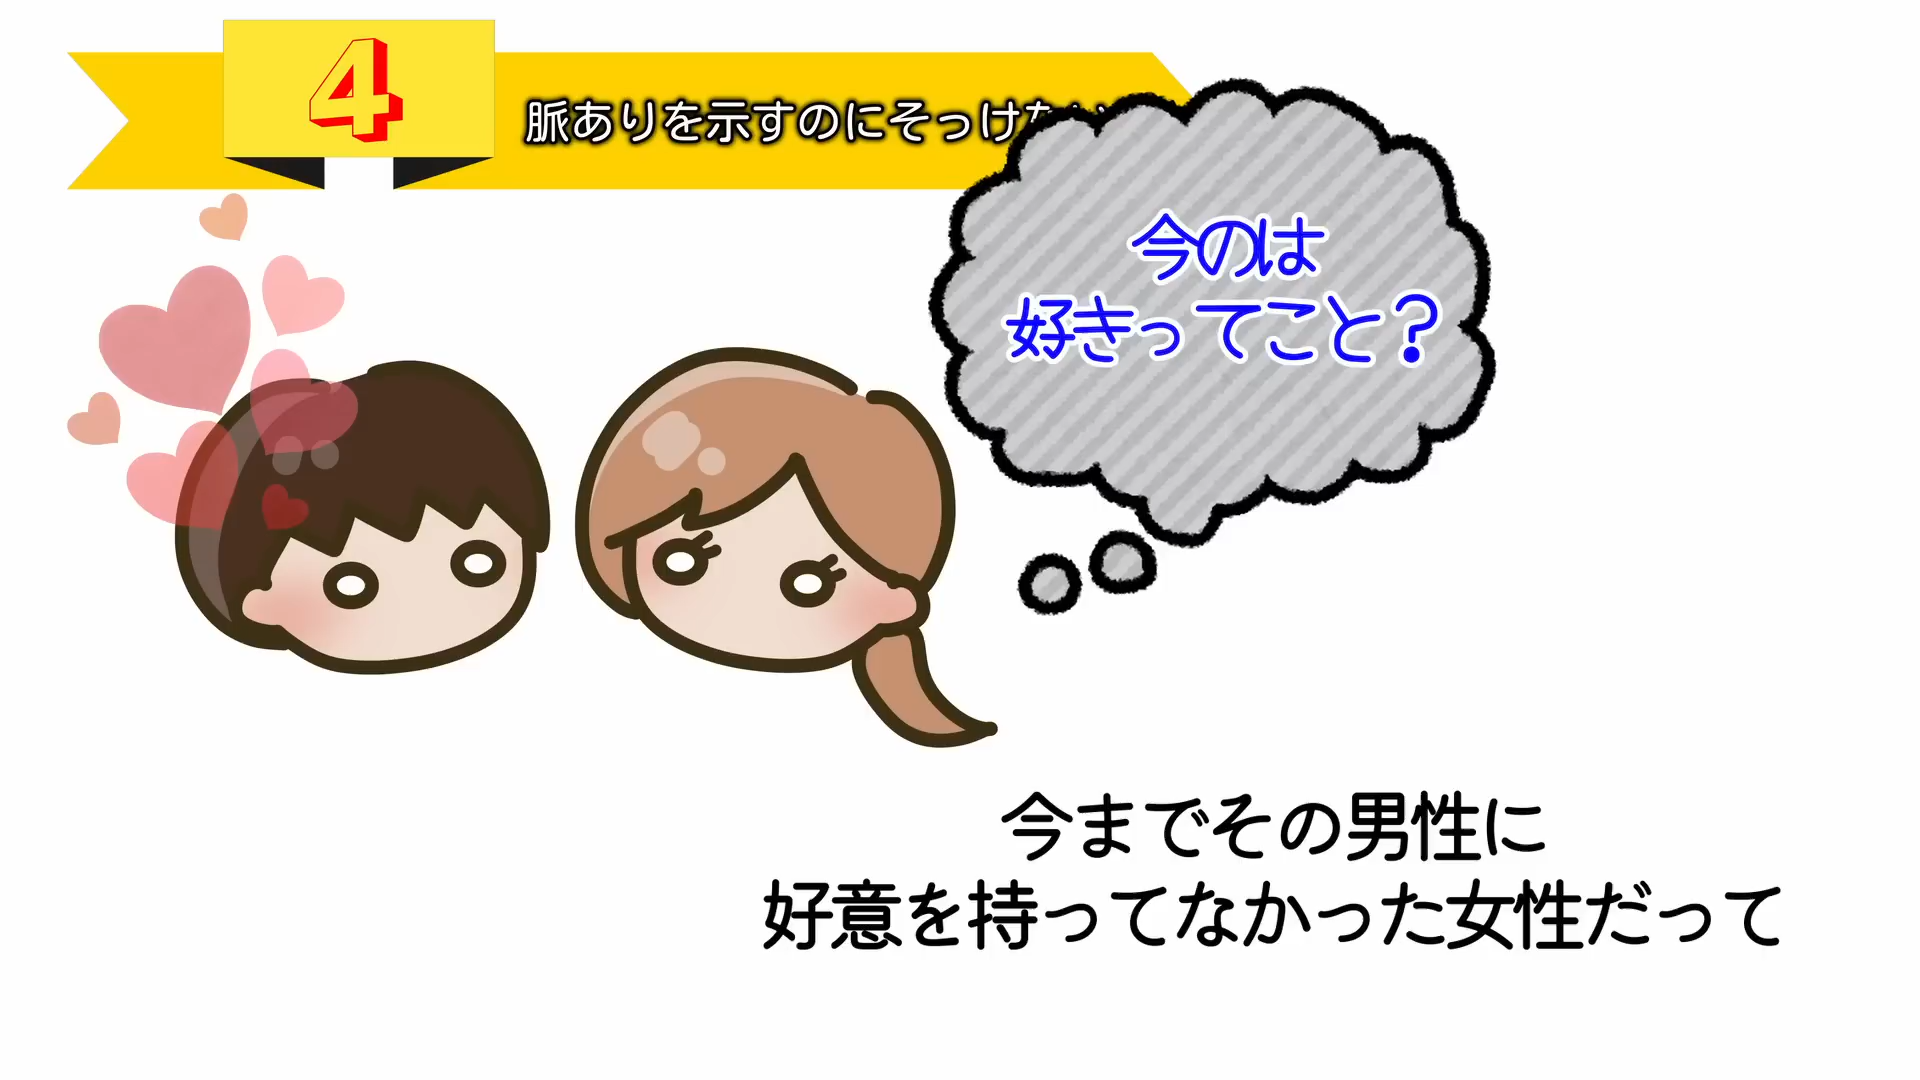 4
脈ありを示すのにそっけな
今のは
好きってこと？
今までその男性に
好意を持ってなかった女性だって